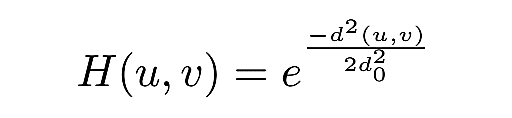 $H(u,v) = e^{\frac{-d^2(u,v)}{2d_0^2}}$